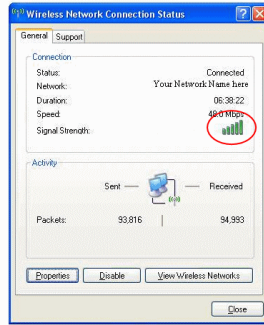 Wireless Network Connection Status
General Support
Connection
Status: Connected
Network: Your Network Name here
Duration: 06:38:22
Speed: 48.0 Mbps
Signal Strength:
Activity
Sent Received
Packets: 93,816 94,993
Properties Disable View Wireless Networks
Close